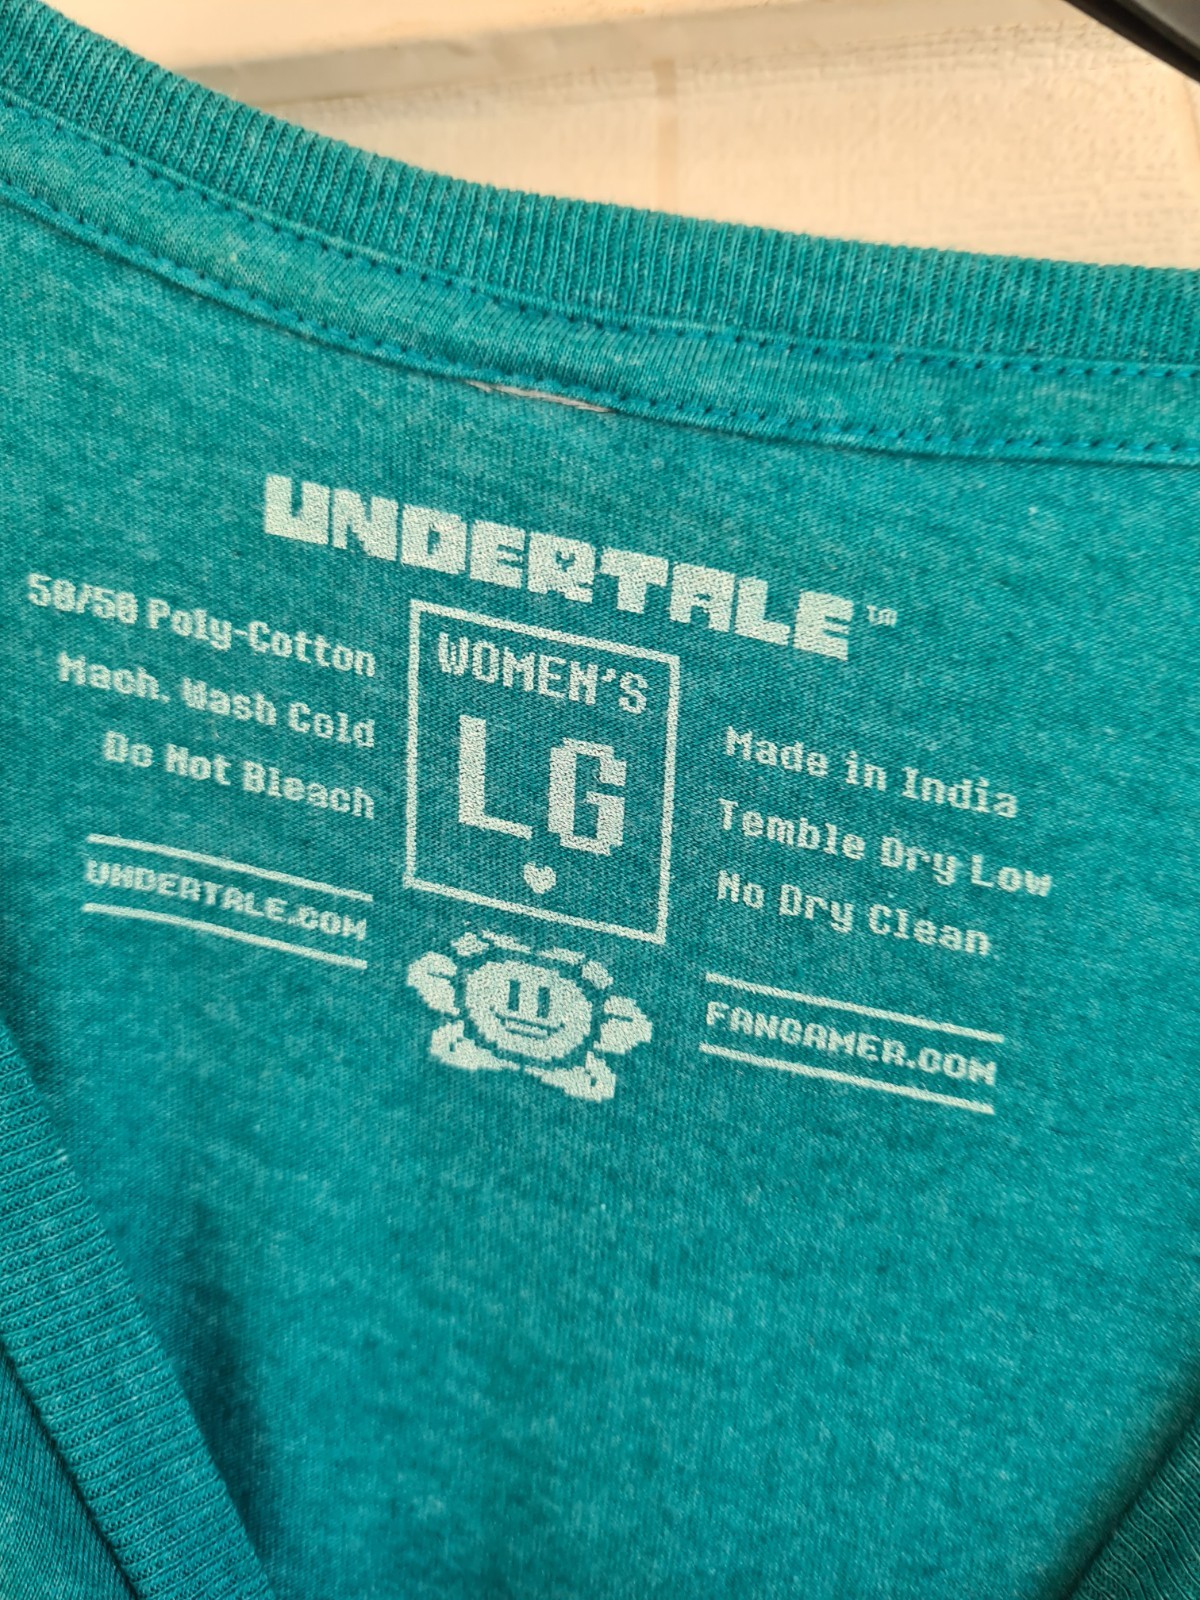 UNDERTALE™
50/50 Poly-Cotton
Mach. Wash Cold
Do Not Bleach
UNDERTALE.COM
WOMEN'S
LG
Made in India
Temble Dry Low
No Dry Clean
FANGAMER.COM